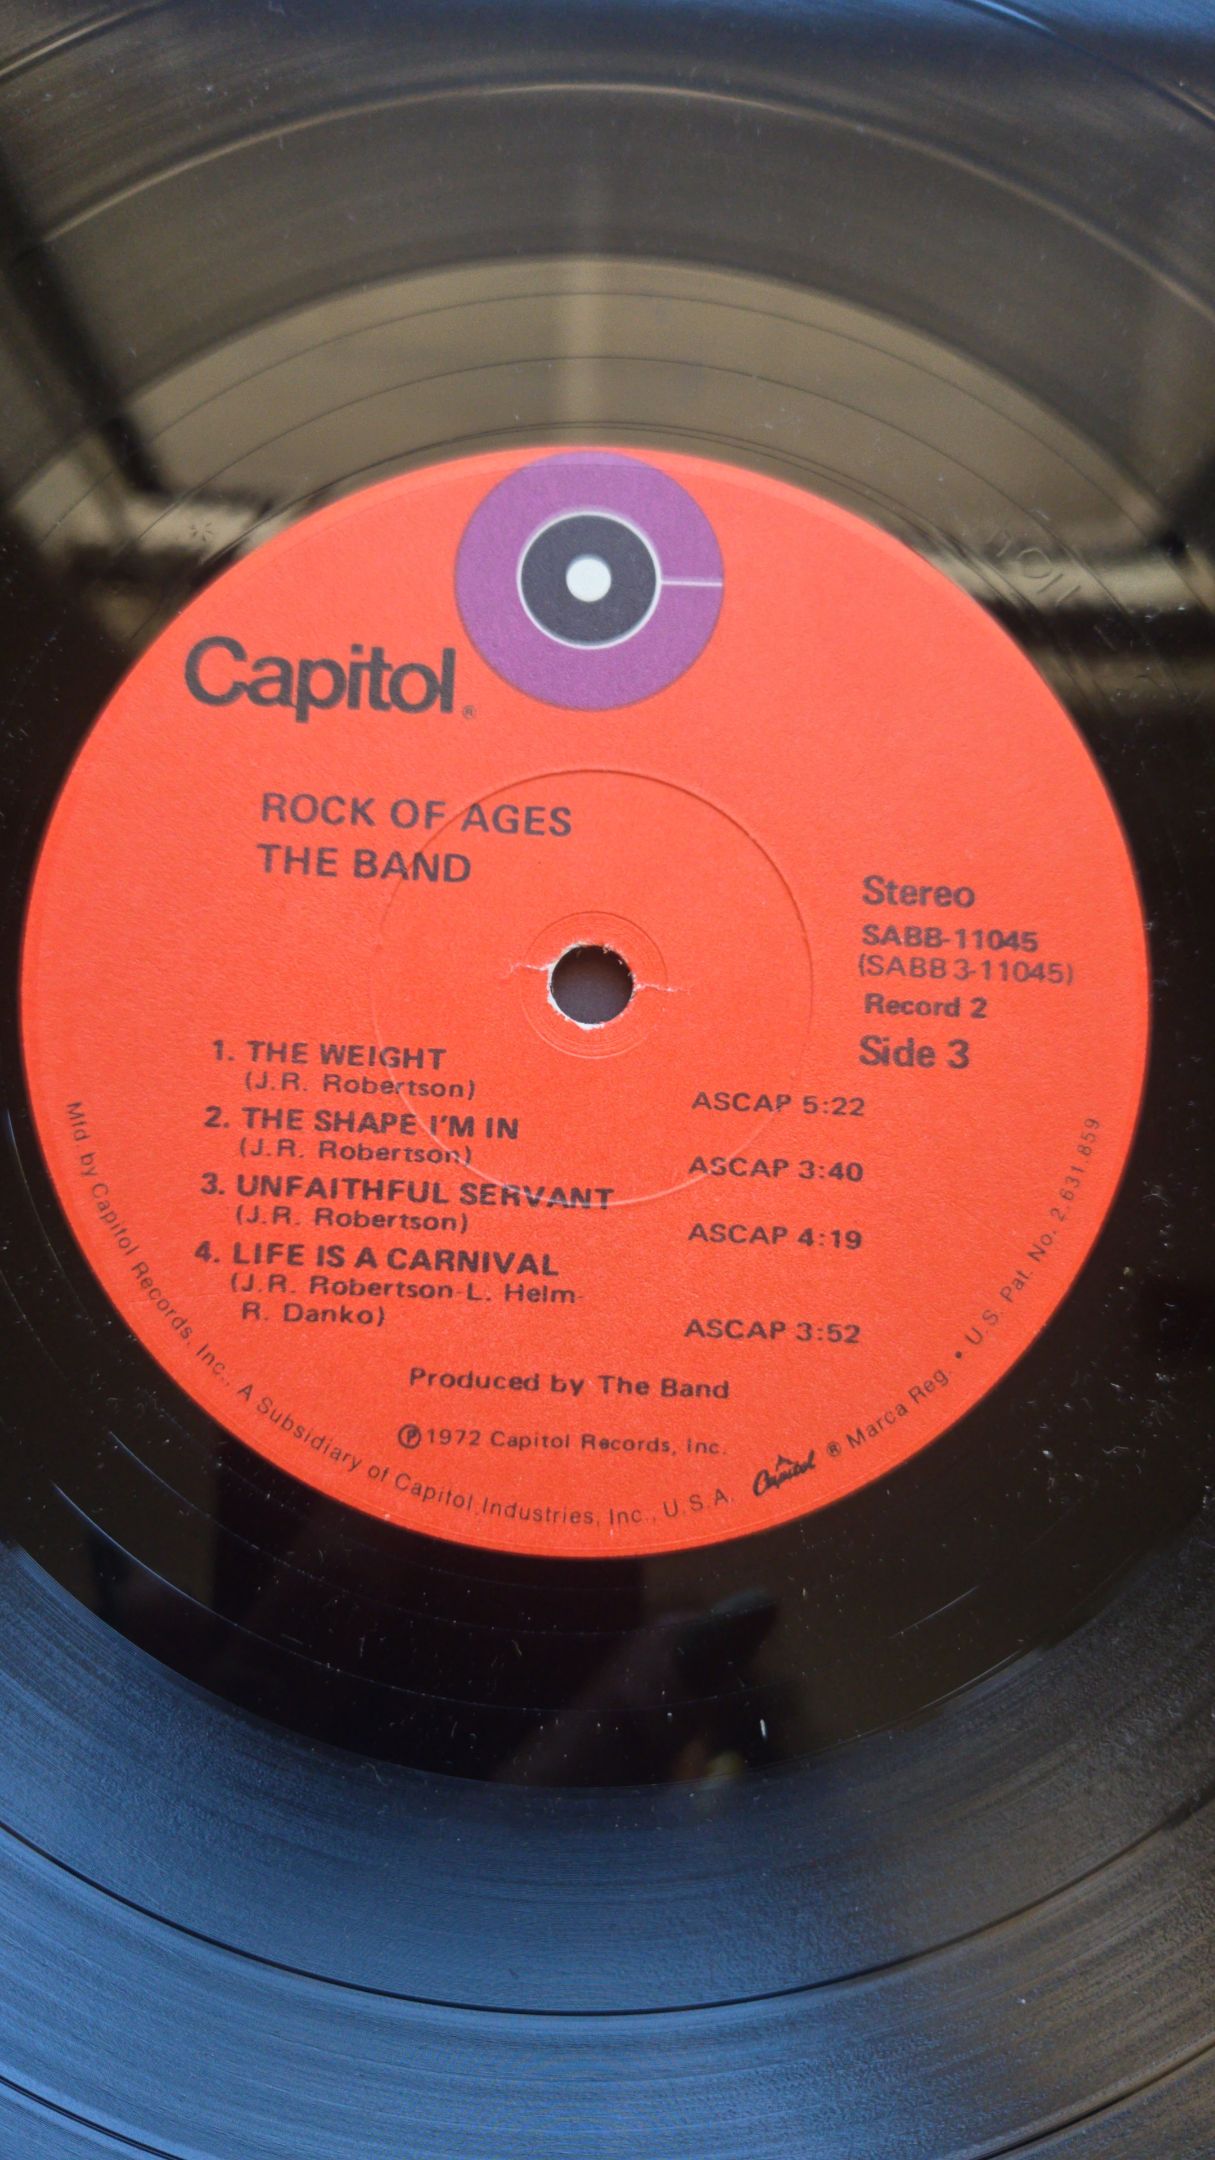 Capitol®
ROCK OF AGES
THE BAND
Stereo
SABB-11045
(SABB 3-11045)
Record 2
Side 3
1. THE WEIGHT
(J.R. Robertson)
ASCAP 5:22
2. THE SHAPE I'M IN
(J.R. Robertson)
ASCAP 3:40
3. UNFAITHFUL SERVANT
(J.R. Robertson)
ASCAP 4:19
4. LIFE IS A CARNIVAL
(J.R. Robertson-L. Helm-
R. Danko)
ASCAP 3:52
Produced by The Band
℗1972 Capitol Records, Inc.
Mfd. by Capitol Records, Inc., A Subsidiary of Capitol Industries, Inc., U.S.A. Capitol ® Marca Reg. • U.S. Pat. No. 2,631,859